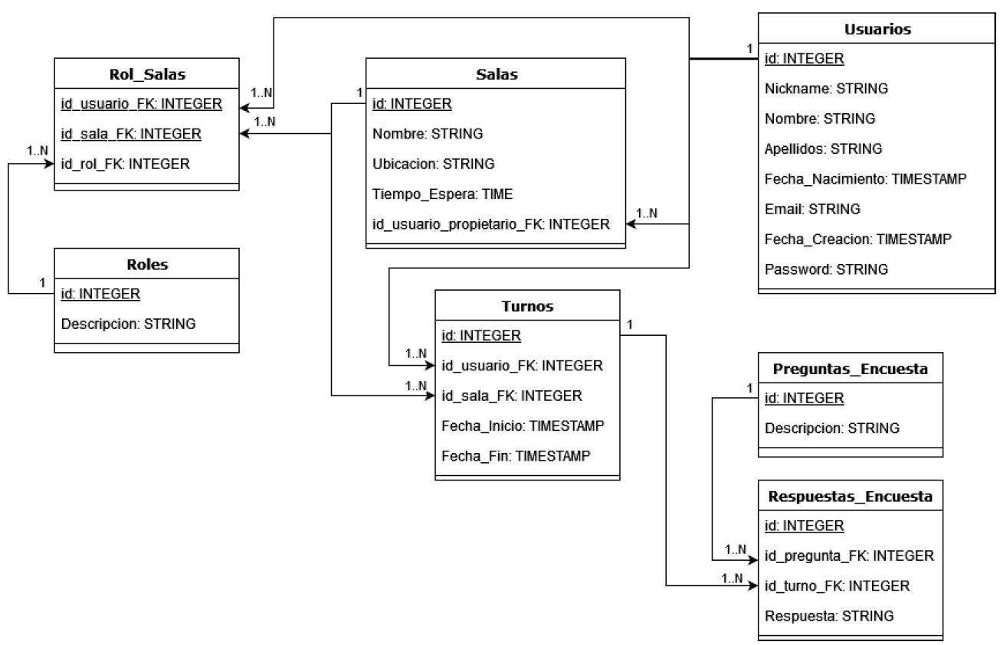 Usuarios
1
id: INTEGER
Nickname: STRING
Nombre: STRING
Apellidos: STRING
Fecha_Nacimiento: TIMESTAMP
Email: STRING
Fecha_Creacion: TIMESTAMP
Password: STRING
Rol_Salas
id_usuario_FK: INTEGER
id_sala_FK: INTEGER
id_rol_FK: INTEGER
1..N
1..N
1..N
Salas
1
id: INTEGER
Nombre: STRING
Ubicacion: STRING
Tiempo_Espera: TIME
id_usuario_propietario_FK: INTEGER
1..N
Roles
1
id: INTEGER
Descripcion: STRING
Turnos
1
id: INTEGER
1..N
id_usuario_FK: INTEGER
1..N
id_sala_FK: INTEGER
Fecha_Inicio: TIMESTAMP
Fecha_Fin: TIMESTAMP
Preguntas_Encuesta
1
id: INTEGER
Descripcion: STRING
Respuestas_Encuesta
id: INTEGER
1..N
id_pregunta_FK: INTEGER
1..N
id_turno_FK: INTEGER
Respuesta: STRING